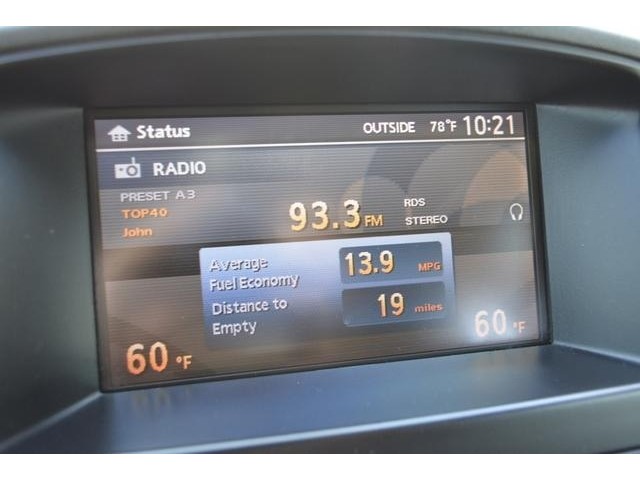 Status OUTSIDE 78°F 10:21
RADIO
PRESET A3
TOP40 93.3 FM RDS
John STEREO
Average
Fuel Economy 13.9 MPG
Distance to
Empty 19 miles
60°F 60°F